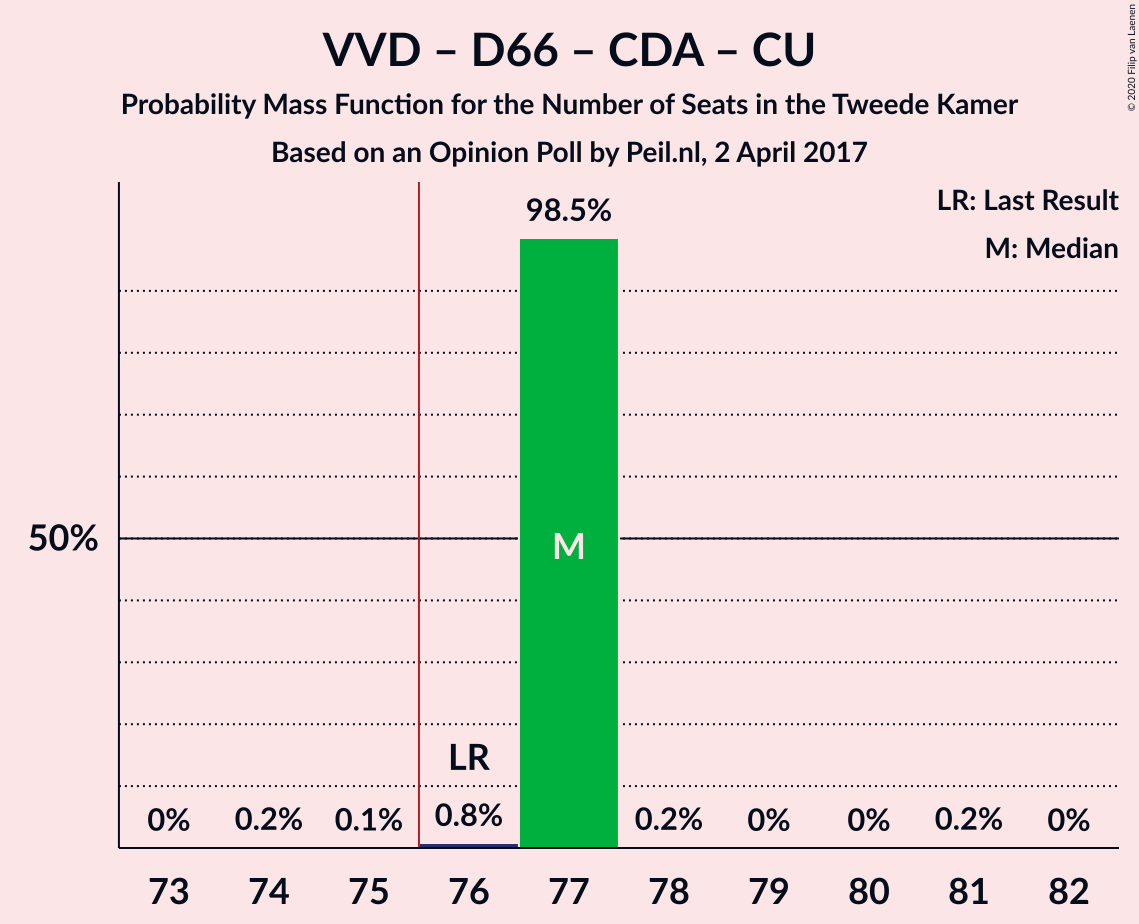 VVD – D66 – CDA – CU
Probability Mass Function for the Number of Seats in the Tweede Kamer
Based on an Opinion Poll by Peil.nl, 2 April 2017
© 2020 Filip van Laenen
LR: Last Result
M: Median
98.5%
50%
M
LR
0%
0.2%
0.1%
0.8%
0.2%
0%
0%
0.2%
0%
73 74 75 76 77 78 79 80 81 82